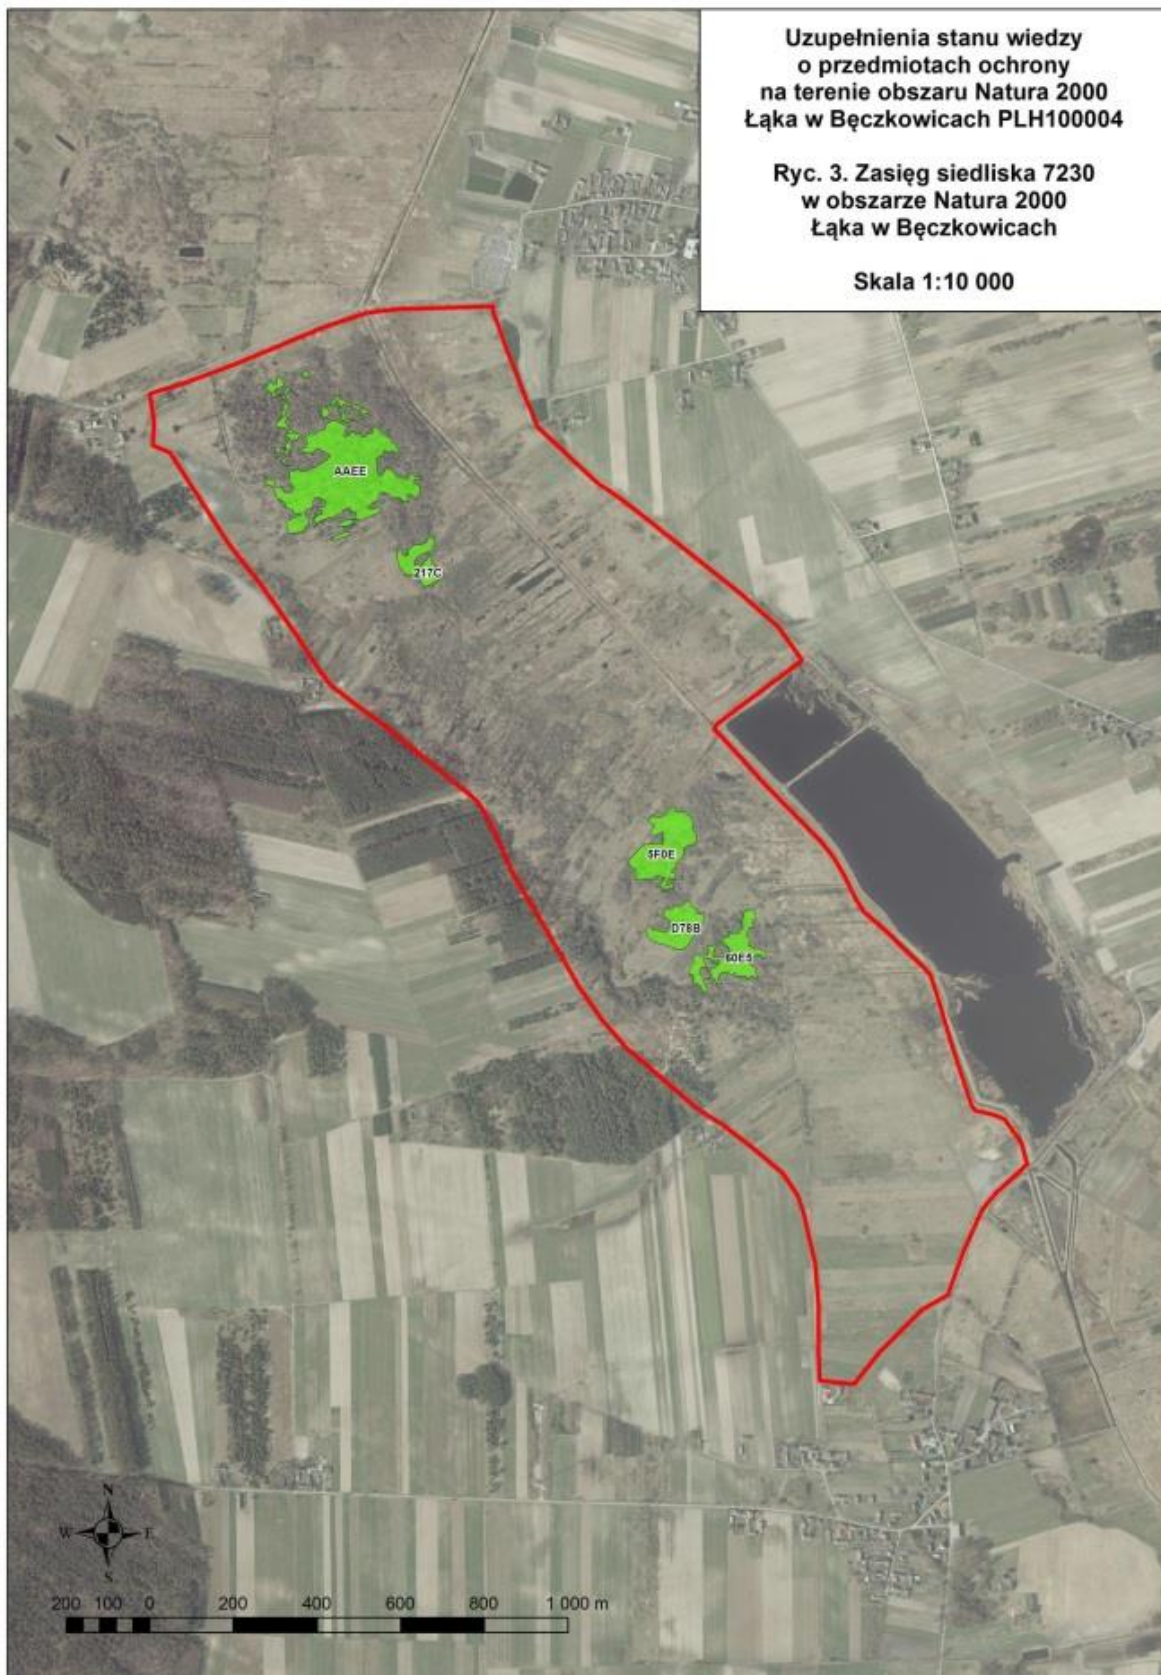 Uzupełnienia stanu wiedzy
o przedmiotach ochrony
na terenie obszaru Natura 2000
Łąka w Bęczkowicach PLH100004
Ryc. 3. Zasięg siedliska 7230
w obszarze Natura 2000
Łąka w Bęczkowicach
Skala 1:10 000
AAEE
217C
5F0E
D78B
60E5
N
W E
S
200 100 0 200 400 600 800 1 000 m